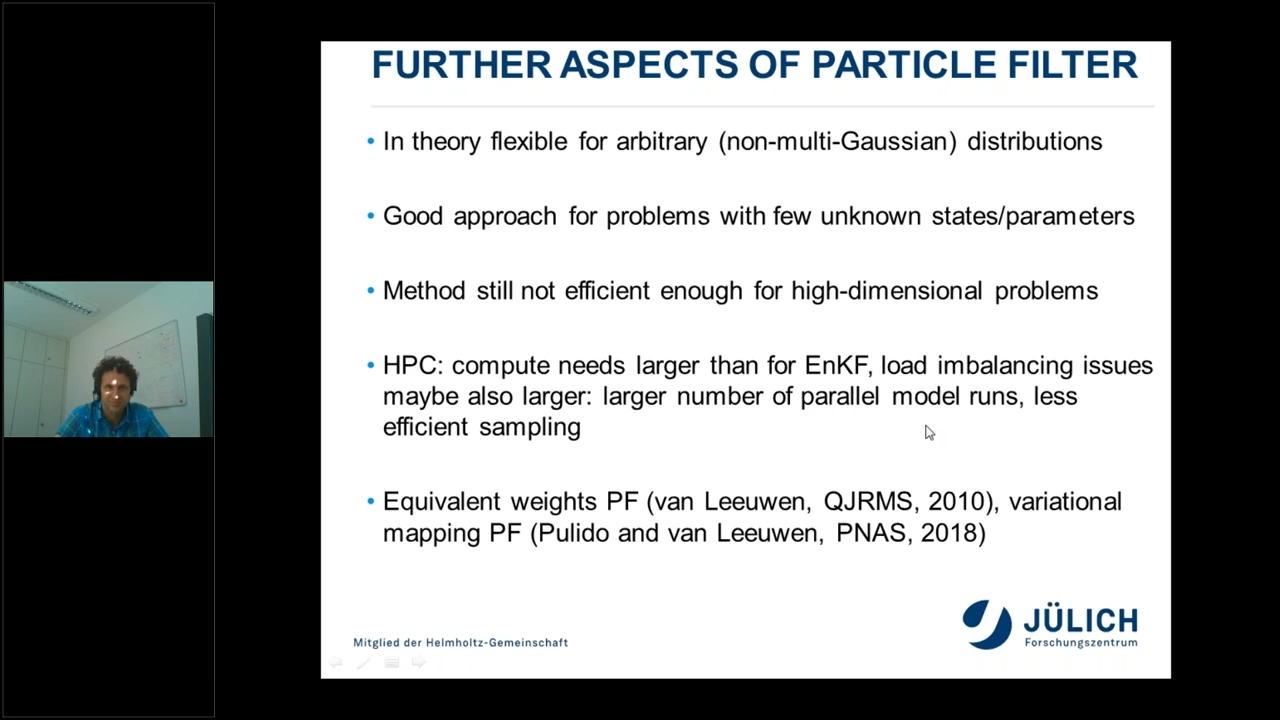 FURTHER ASPECTS OF PARTICLE FILTER
• In theory flexible for arbitrary (non-multi-Gaussian) distributions
• Good approach for problems with few unknown states/parameters
• Method still not efficient enough for high-dimensional problems
• HPC: compute needs larger than for EnKF, load imbalancing issues
maybe also larger: larger number of parallel model runs, less
efficient sampling
• Equivalent weights PF (van Leeuwen, QJRMS, 2010), variational
mapping PF (Pulido and van Leeuwen, PNAS, 2018)
Mitglied der Helmholtz-Gemeinschaft
JÜLICH
Forschungszentrum